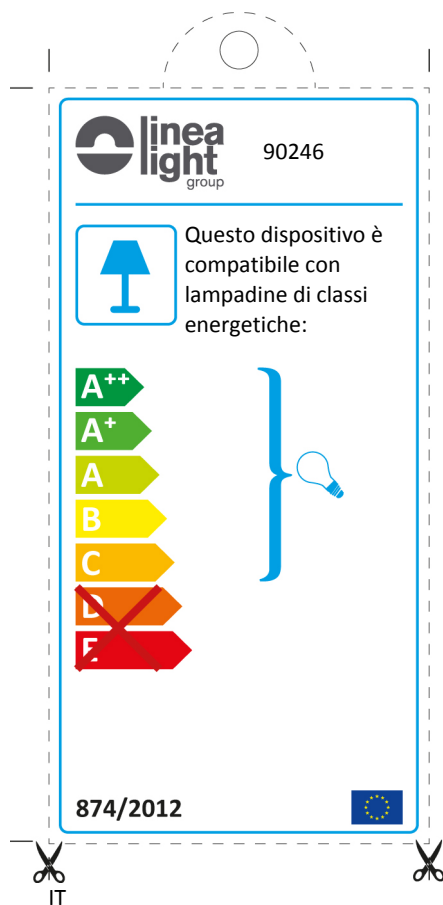 linea
light
group
90246
Questo dispositivo è
compatibile con
lampadine di classi
energetiche:
A++
A+
A
B
C
D
E
874/2012
IT